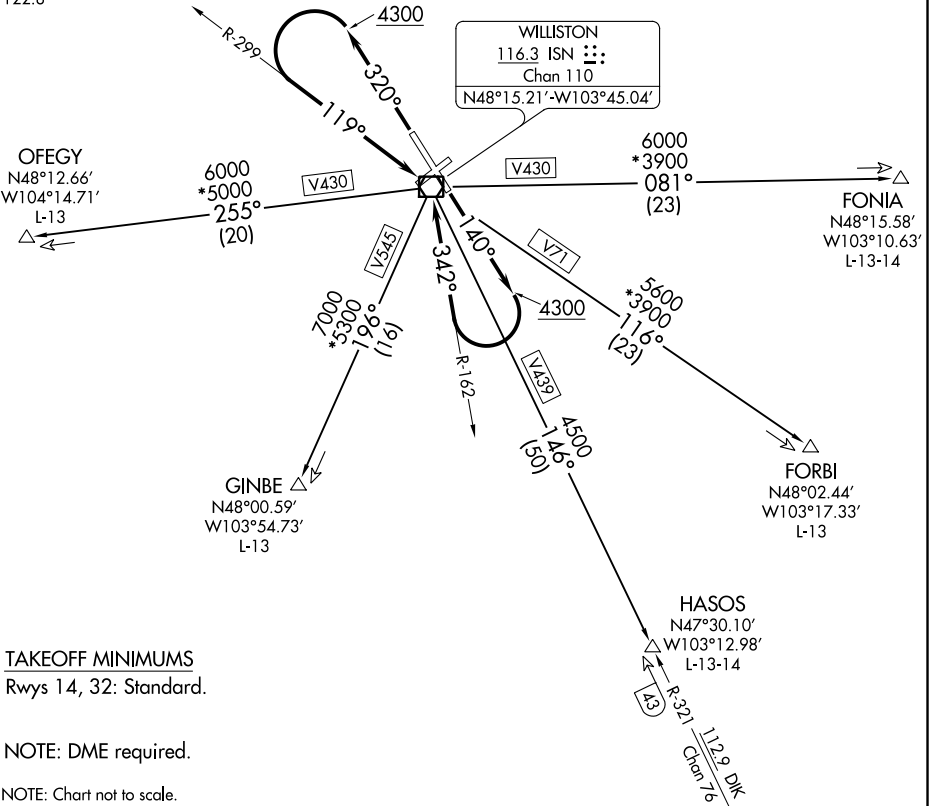 4300
WILLISTON
116.3 ISN
Chan 110
N48°15.21'-W103°45.04'
R-299
320°
119°
OFEGY
N48°12.66'
W104°14.71'
L-13
6000
*5000
255°
(20)
V430
V430
6000
*3900
081°
(23)
FONIA
N48°15.58'
W103°10.63'
L-13-14
V545
7000
*5300
196°
(16)
342°
140°
4300
R-162
V71
5600
*3900
116°
(23)
V439
4500
146°
(50)
GINBE
N48°00.59'
W103°54.73'
L-13
FORBI
N48°02.44'
W103°17.33'
L-13
HASOS
N47°30.10'
W103°12.98'
L-13-14
43
R-321
112.9 DIK
Chan 76
TAKEOFF MINIMUMS
Rwys 14, 32: Standard.
NOTE: DME required.
NOTE: Chart not to scale.